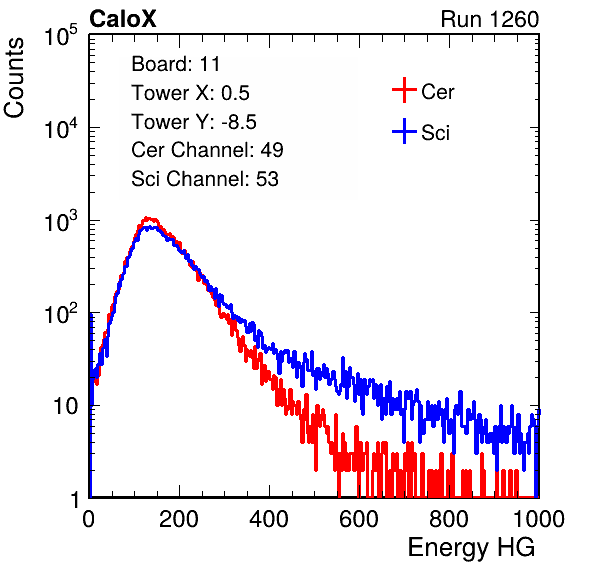 CaloX Run 1260
Counts
Board: 11
Tower X: 0.5
Tower Y: -8.5
Cer Channel: 49
Sci Channel: 53
Cer
Sci
10^5
10^4
10^3
10^2
10
1
0 200 400 600 800 1000
Energy HG